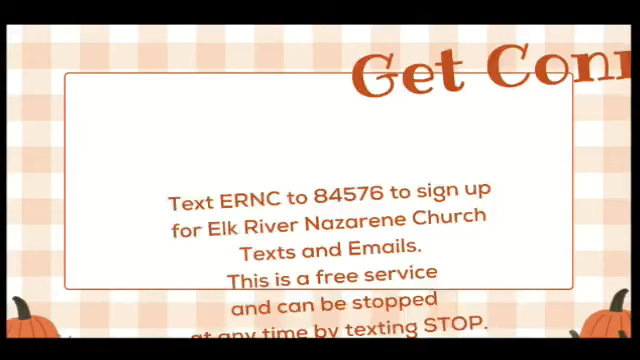 Get Conn
Text ERNC to 84576 to sign up
for Elk River Nazarene Church
Texts and Emails.
This is a free service
and can be stopped
at any time by texting STOP.